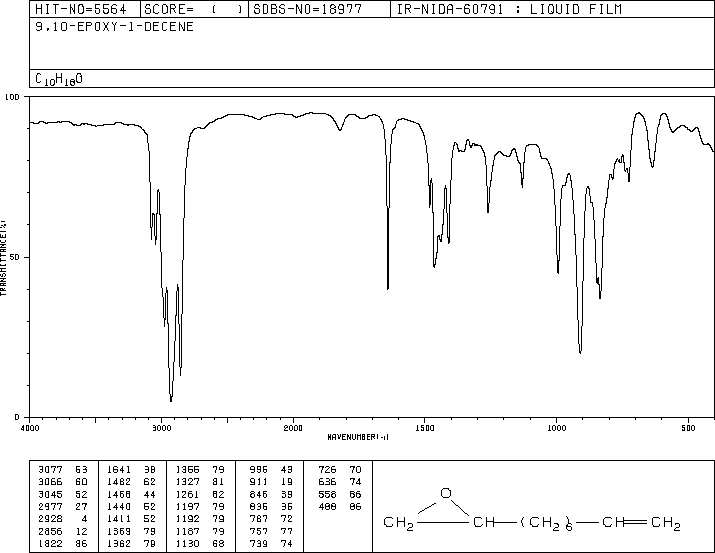 HIT-NO=5564 SCORE= ( ) SDBS-NO=18977 IR-NIDA-60791 : LIQUID FILM
9,10-EPOXY-1-DECENE
C10H18O
100
50
0
TRANSMITTANCE(%)
4000 3000 2000 1500 1000 500
WAVENUMBER(-1)
3077 63 1641 38 1366 79 996 43 726 70
3066 60 1482 62 1327 81 911 19 636 74
3045 52 1468 44 1261 62 846 39 558 86
2977 27 1440 52 1197 79 836 36 408 86
2928 4 1411 52 1192 79 787 72
2856 12 1369 79 1187 79 757 77
1822 86 1362 79 1130 68 739 74
O
CH2 CH (CH2)6 CH CH2